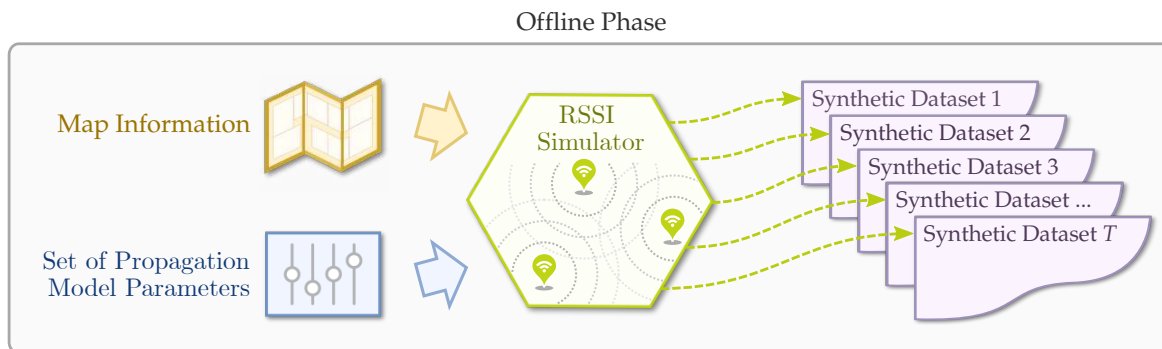 Offline Phase
Map Information
Set of Propagation
Model Parameters
RSSI
Simulator
Synthetic Dataset 1
Synthetic Dataset 2
Synthetic Dataset 3
Synthetic Dataset ...
Synthetic Dataset T